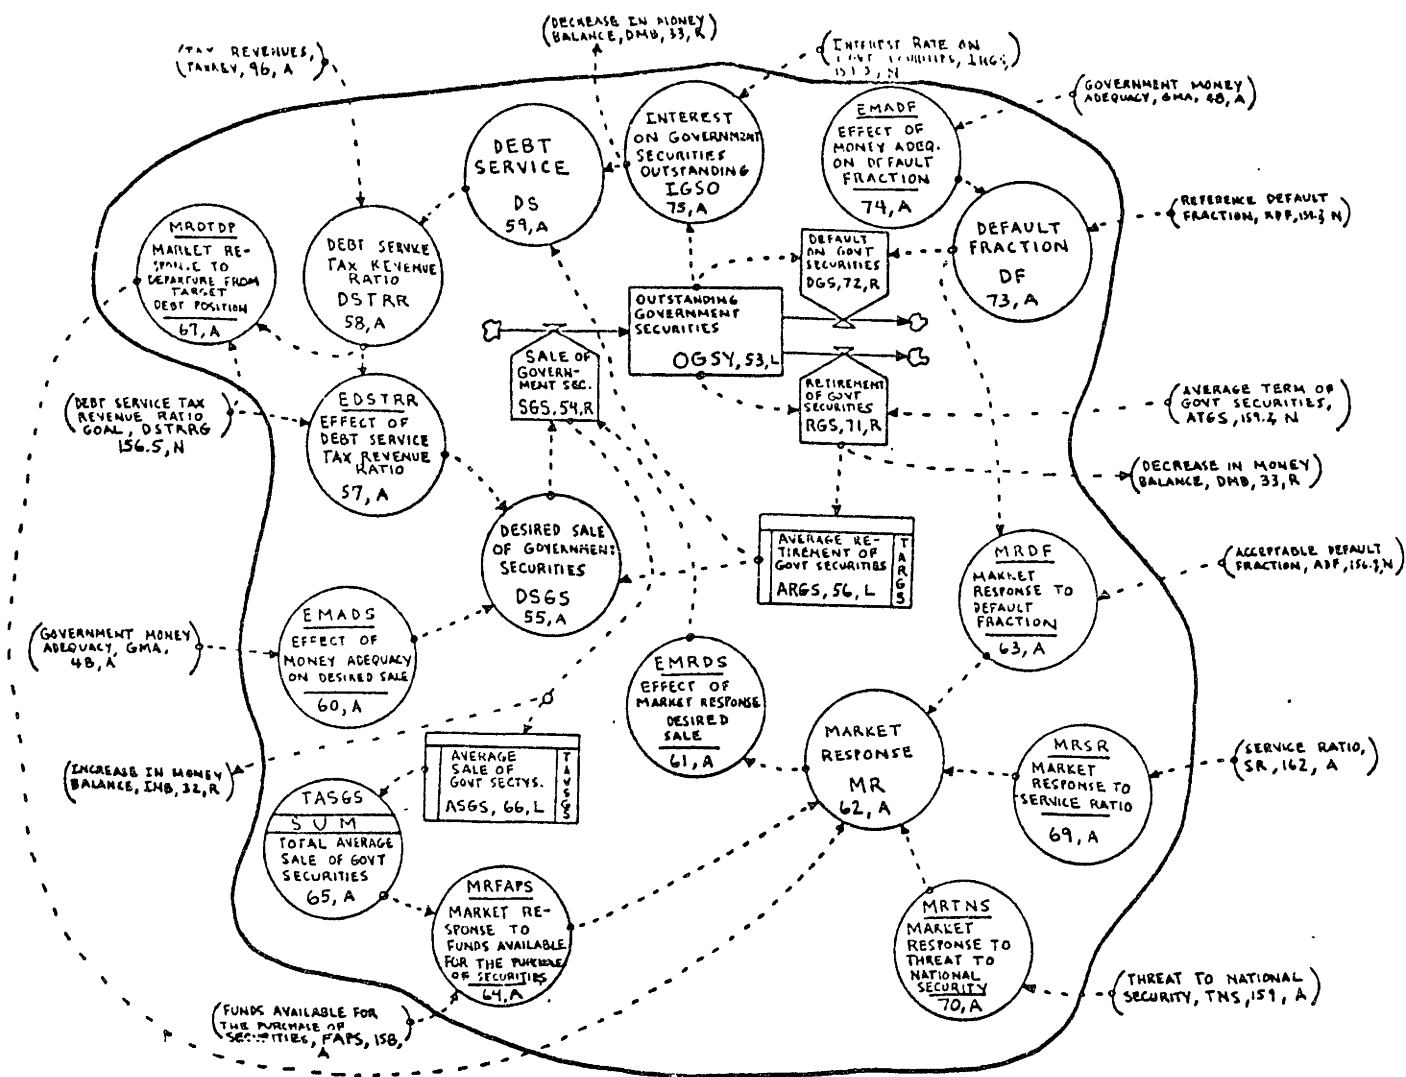 (DECREASE IN MONEY
BALANCE, DMB, 33, R)
(TAX REVENUES,
TAXREV, 96, A)
(INTEREST RATE ON
N)
(GOVERNMENT MONEY
ADEQUACY, GMA, 48, A)
INTEREST
ON GOVERNMENT
SECURITIES
OUTSTANDING
IGSO
75, A
EMADF
EFFECT OF
MONEY ADEQ.
ON DEFAULT
FRACTION
74, A
DEBT
SERVICE
DS
59, A
(REFERENCE DEFAULT
FRACTION, N)
MRDTDP
MARKET RE-
SPONSE TO
DEPARTURE FROM
TARGET
DEBT POSITION
67, A
DEBT SERVICE
TAX REVENUE
RATIO
DSTRR
58, A
DEFAULT
ON GOVT
SECURITIES
DGS, 72, R
DEFAULT
FRACTION
DF
73, A
OUTSTANDING
GOVERNMENT
SECURITIES
OGSY, 53, L
SALE OF
GOVERN-
MENT SEC.
SGS, 54, R
RETIREMENT
OF GOVT
SECURITIES
RGS, 71, R
(AVERAGE TERM OF
GOVT SECURITIES,
ATGS, N)
(DEBT SERVICE TAX
REVENUE RATIO
GOAL, DSTRRG
156.5, N)
EDSTRR
EFFECT OF
DEBT SERVICE
TAX REVENUE
RATIO
57, A
(DECREASE IN MONEY
BALANCE, DMB, 33, R)
DESIRED SALE
OF GOVERNMENT
SECURITIES
DSGS
55, A
AVERAGE RE-
TIREMENT OF
GOVT SECURITIES
ARGS, 56, L
TARGS
MRDF
MARKET
RESPONSE TO
DEFAULT
FRACTION
63, A
(ACCEPTABLE DEFAULT
FRACTION, ADF, N)
(GOVERNMENT MONEY
ADEQUACY, GMA,
48, A)
EMADS
EFFECT OF
MONEY ADEQUACY
ON DESIRED SALE
60, A
EMRDS
EFFECT OF
MARKET RESPONSE
DESIRED
SALE
61, A
MARKET
RESPONSE
MR
62, A
MRSR
MARKET
RESPONSE TO
SERVICE RATIO
69, A
(SERVICE RATIO,
SR, 162, A)
(INCREASE IN MONEY
BALANCE, IMB, 32, R)
AVERAGE
SALE OF
GOVT SECTYS.
ASGS, 66, L
TASGS
SUM
TOTAL AVERAGE
SALE OF GOVT
SECURITIES
65, A
MRFAPS
MARKET RE-
SPONSE TO
FUNDS AVAILABLE
FOR THE PURCHASE
OF SECURITIES
64, A
MRTNS
MARKET
RESPONSE TO
THREAT TO
NATIONAL
SECURITY
70, A
(THREAT TO NATIONAL
SECURITY, TNS, 159, A)
(FUNDS AVAILABLE FOR
THE PURCHASE OF
SECURITIES, FAPS, 158,
A)